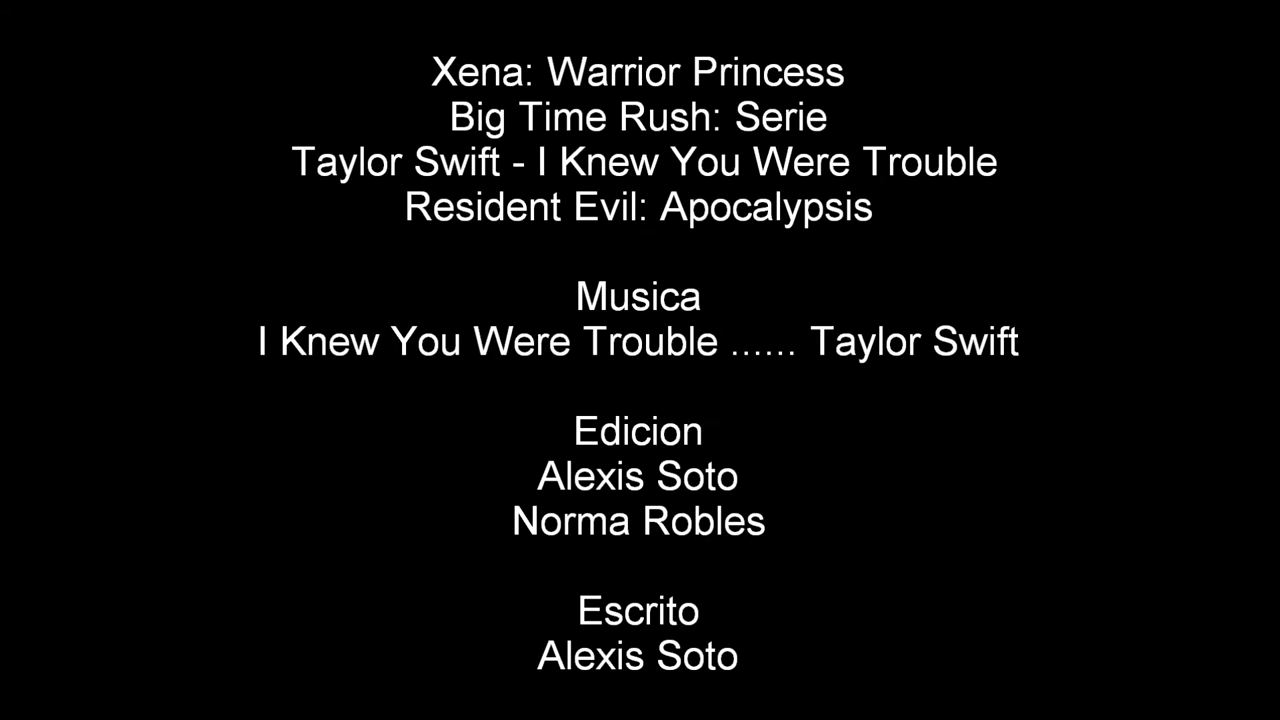 Xena: Warrior Princess
Big Time Rush: Serie
Taylor Swift - I Knew You Were Trouble
Resident Evil: Apocalypsis
Musica
I Knew You Were Trouble ...... Taylor Swift
Edicion
Alexis Soto
Norma Robles
Escrito
Alexis Soto